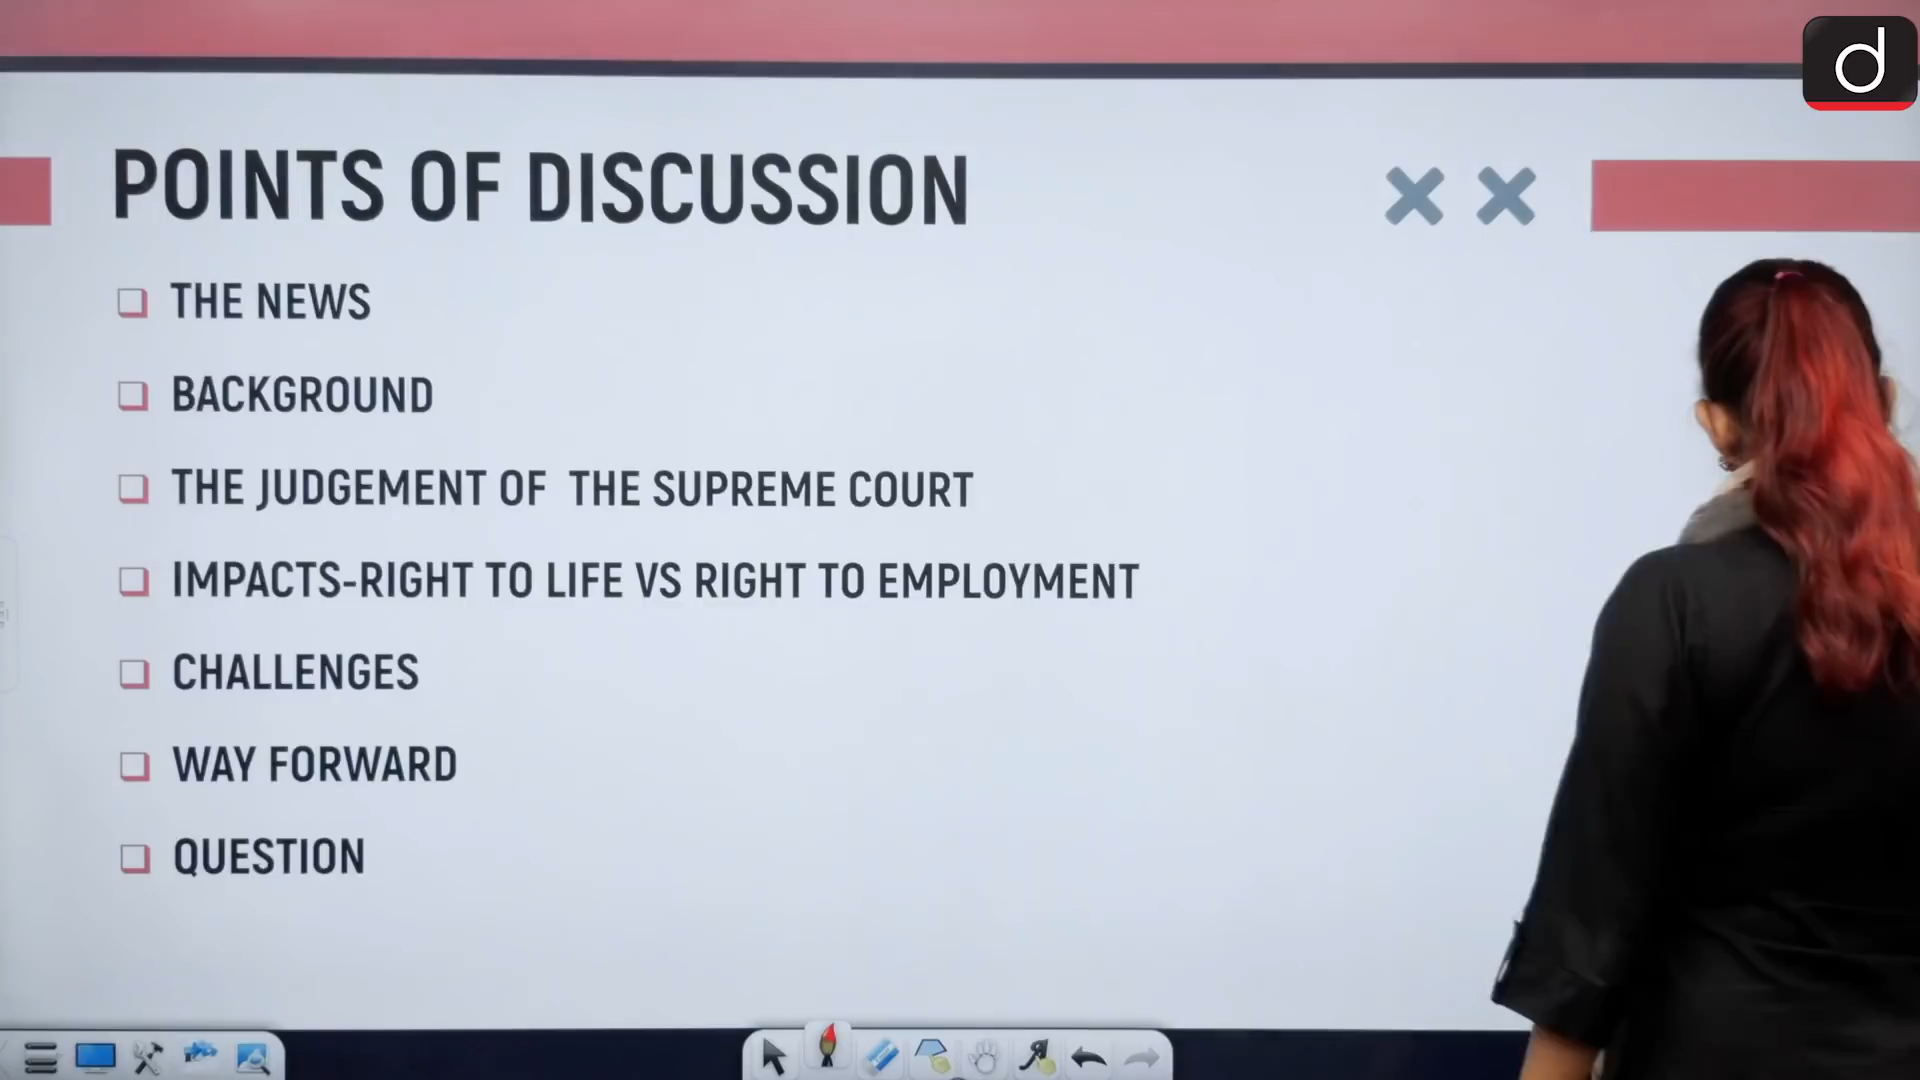 d
POINTS OF DISCUSSION
THE NEWS
BACKGROUND
THE JUDGEMENT OF THE SUPREME COURT
IMPACTS-RIGHT TO LIFE VS RIGHT TO EMPLOYMENT
CHALLENGES
WAY FORWARD
QUESTION